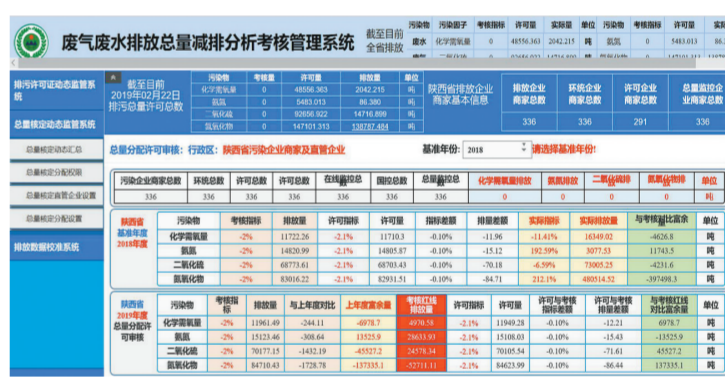 废气废水排放总量减排分析考核管理系统
截至目前
全省排放
污染物 污染因子 考核指标 许可量 实际量 单位 污染物 考核指标 许可量
废水 化学需氧量 0 48556.363 2042.215 吨 氨氮 0 5483.013
截至目前
2019年02月22日
排污总量许可总数
污染物 考核量 许可量 排放量 单位
化学需氧量 0 48556.363 2042.215 吨
氨氮 0 5483.013 86.380 吨
二氧化硫 0 92656.922 14716.899 吨
氮氧化物 0 147101.313 138787.484 吨
陕西省排放企业
商家基本信息
排放企业商家总数 环统企业商家总数 许可企业商家总数 总量监控企业商家总数
336 336 291 336
排污许可证动态监管系统
总量核定动态监管系统
总量核定动态汇总
总量核定分配权限
总量核定直管企业设置
总量核定分配设置
排放数据校准系统
总量分配许可审核:行政区:陕西省污染企业商家及直管企业 基准年份: 2018 请选择基准年份!
污染企业商家总数 环统总数 许可总数 许可总数 在线监控总数 国控总数 总量监控总数 化学需氧量排放 氨氮排放 二氧化硫排 氮氧化物排 单位
336 336 336 336 336 336 336 0 0 0 0 吨
陕西省
基准年度
2018年度
污染物 考核指标 排放量 许可指标 许可量 指标差额 排量差额 实际指标 实际排放量 与考核对比富余量 单位
化学需氧量 -2% 11722.26 -2.1% 11710.3 -0.10% -11.96 -11.41% 16349.02 -4626.8 吨
氨氮 -2% 14820.99 -2.1% 14805.87 -0.10% -15.12 192.59% 3077.53 11743.5 吨
二氧化硫 -2% 68773.61 -2.1% 68703.43 -0.10% -70.18 -6.59% 73005.25 -4231.6 吨
氮氧化物 -2% 83016.22 -2.1% 82931.51 -0.10% -84.71 212.1% 480514.52 -397498.3 吨
陕西省
2019年度
总量分配许可审核
污染物 考核指标 排放量 与上年度对比 上年度富余量 考核红线排放量 许可指标 许可量 许可与考核指标差额 许可与考核排量差额 与考核红线对比富余量 单位
化学需氧量 -2% 11961.49 -244.11 -6978.7 4970.58 -2.1% 11949.28 -0.10% -12.21 6978.7 吨
氨氮 -2% 15123.46 -308.64 13525.9 28633.93 -2.1% 15108.03 -0.10% -15.43 -13525.9 吨
二氧化硫 -2% 70177.15 -1432.19 -45527.2 24578.34 -2.1% 70105.54 -0.10% -71.61 45527.2 吨
氮氧化物 -2% 84710.43 -1728.78 -137335.1 -52711.11 -2.1% 84623.99 -0.10% -86.44 137335.1 吨